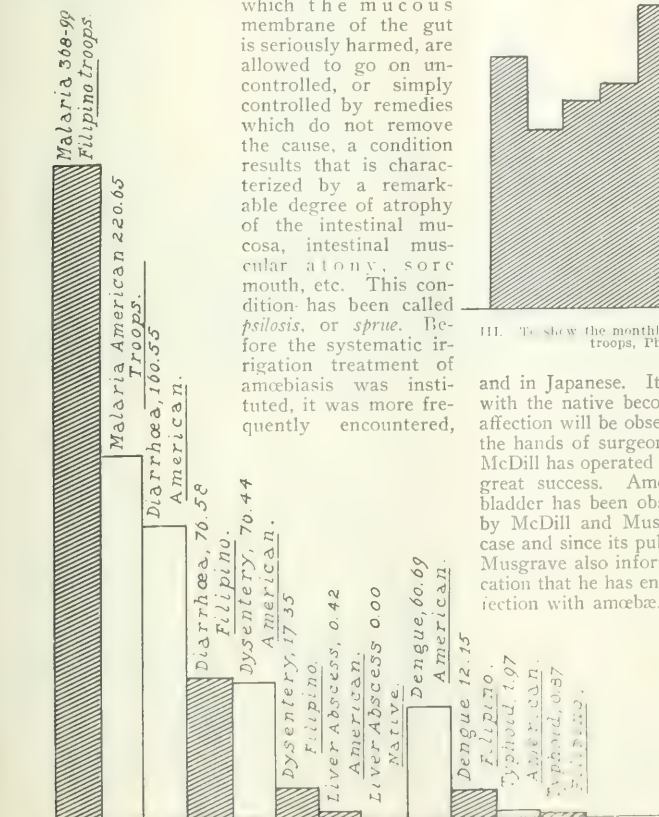 which the mucous
membrane of the gut
is seriously harmed, are
allowed to go on un-
controlled, or simply
controlled by remedies
which do not remove
the cause, a condition
results that is charac-
terized by a remark-
able degree of atrophy
of the intestinal mu-
cosa, intestinal mus-
cular atony, sore
mouth, etc. This con-
dition has been called
psilosis, or sprue. Be-
fore the systematic ir-
rigation treatment of
amœbiasis was insti-
tuted, it was more fre-
quently encountered,
III. To show the monthl
troops, Ph
and in Japanese. It
with the native beco
affection will be obse
the hands of surgeon
McDill has operated
great success. Amœ
bladder has been obs
by McDill and Mus
case and since its pul
Musgrave also infor
cation that he has en
jection with amœbæ.
Malaria 368-99
Filipino troops.
Malaria American 220.65
Troops.
Diarrhœa, 160.55
American.
Diarrhœa, 70.58
Filipino.
Dysentery, 70.44
American.
Dysentery, 17 35
Filipino.
Liver Abscess, 0.42
American.
Liver Abscess 0.00
Native.
Dengue, 60.69
American.
Dengue 12.15
Filipino.
Typhoid, 1.97
American.
Typhoid, 0.87
Filipino.